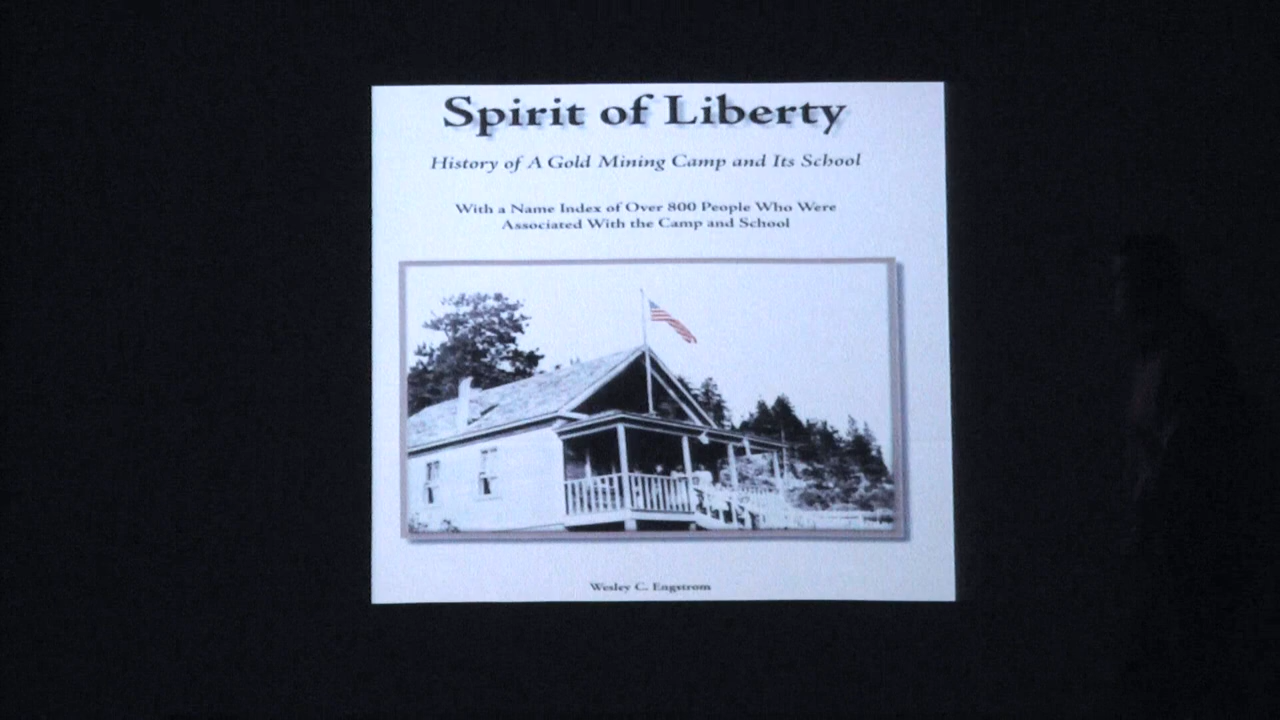 Spirit of Liberty
History of A Gold Mining Camp and Its School
With a Name Index of Over 800 People Who Were
Associated With the Camp and School
Wesley C. Engstrom